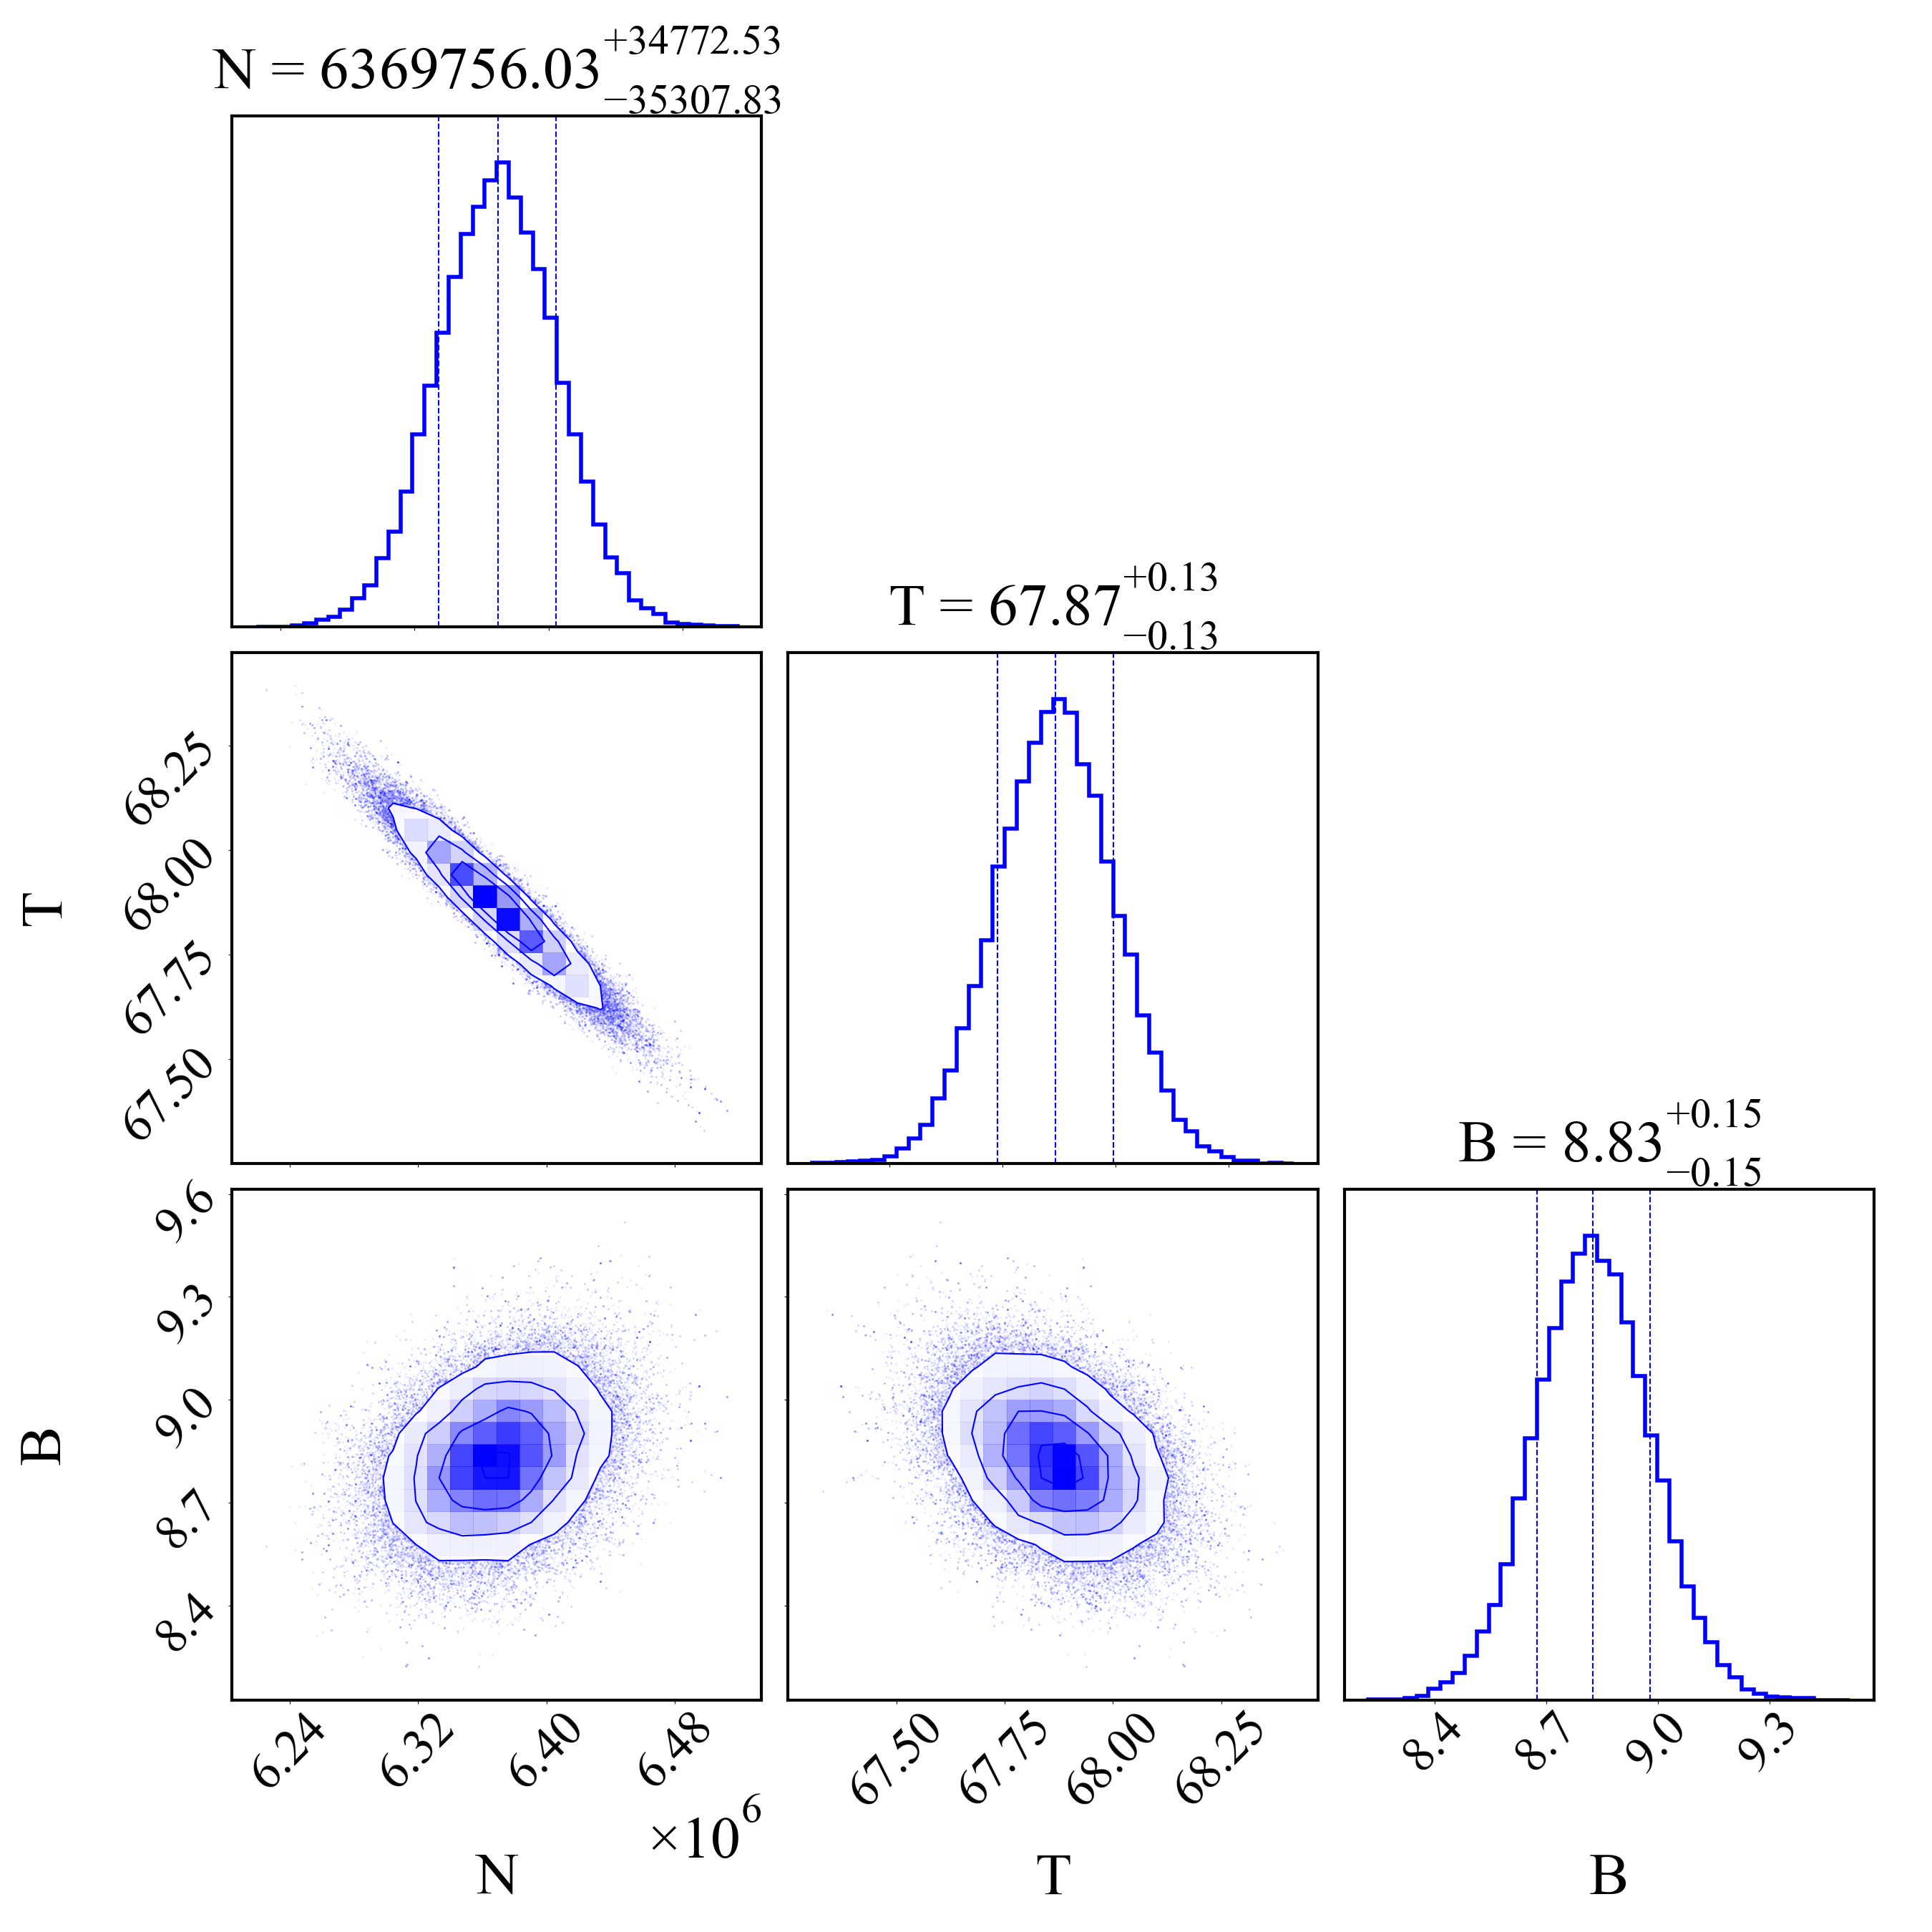 N = 6369756.03 +34772.53 −35307.83
T = 67.87 +0.13 −0.13
68.25
68.00
67.75
67.50
T
B = 8.83 +0.15 −0.15
9.6
9.3
9.0
8.7
8.4
B
6.24 6.32 6.40 6.48
67.50 67.75 68.00 68.25
8.4 8.7 9.0 9.3
×10⁶
N T B